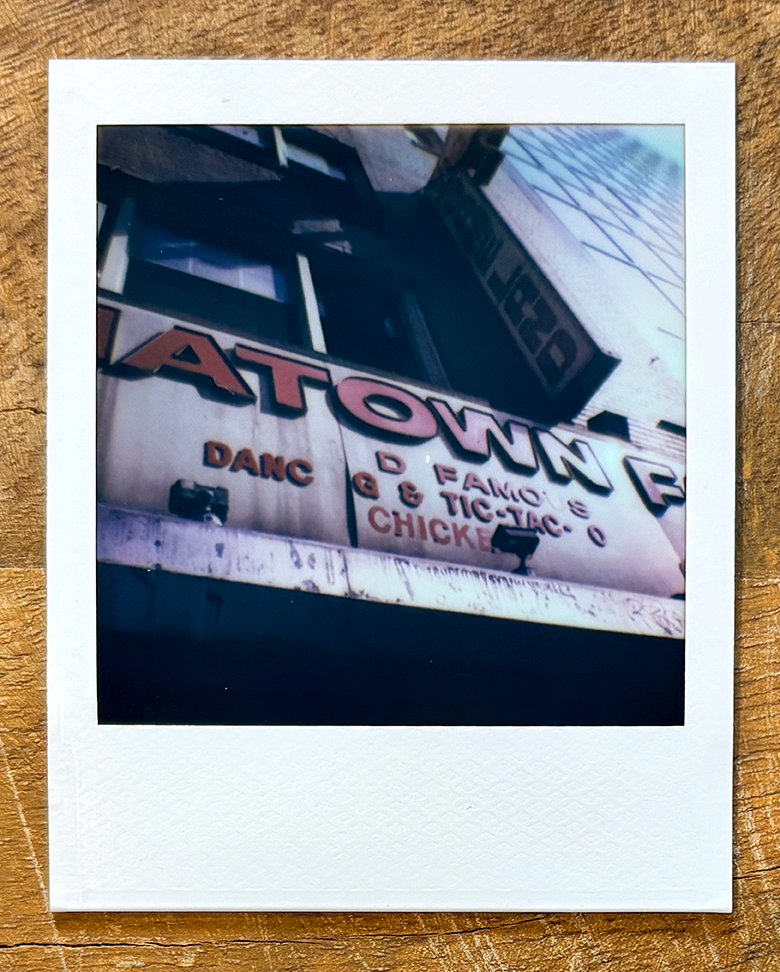 ATOWN F
D FAMO S
DANC G & TIC-TAC- O
CHICKE